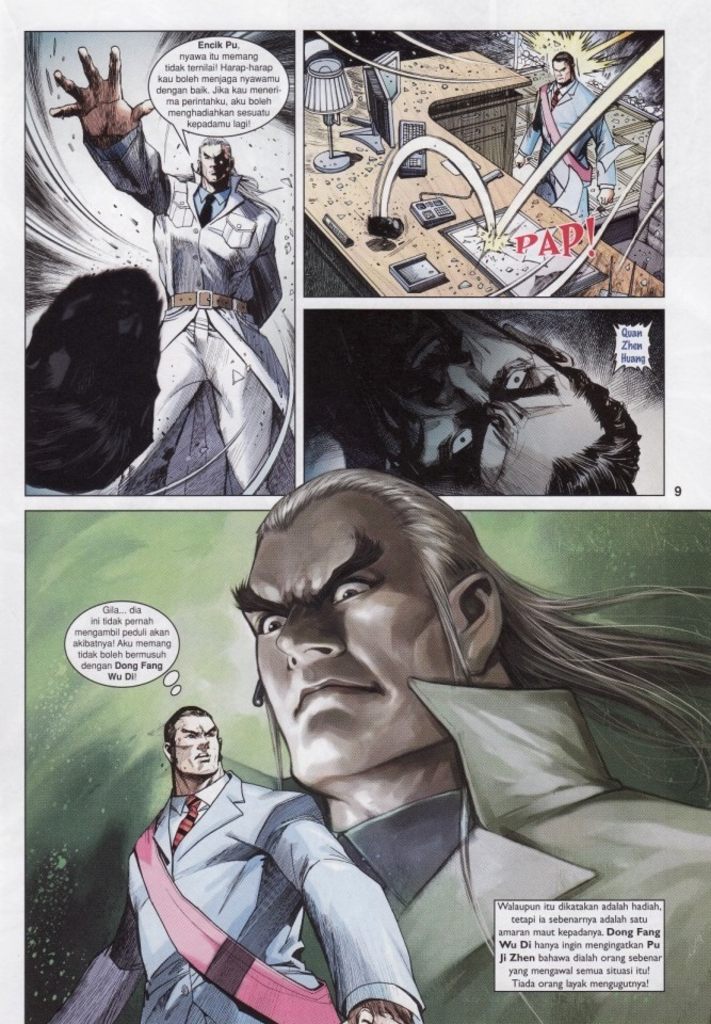 Encik Pu,
nyawa itu memang
tidak ternilai! Harap-harap
kau boleh menjaga nyawamu
dengan baik. Jika kau meneri-
ma perintahku, aku boleh
menghadiahkan sesuatu
kepadamu lagi!
PAP!
Quan
Zhen
Huang
9
Gila... dia
ini tidak pernah
mengambil peduli akan
akibatnya! Aku memang
tidak boleh bermusuh
dengan Dong Fang
Wu Di!
Walaupun itu dikatakan adalah hadiah,
tetapi ia sebenarnya adalah satu
amaran maut kepadanya. Dong Fang
Wu Di hanya ingin mengingatkan Pu
Ji Zhen bahawa dialah orang sebenar
yang mengawal semua situasi itu!
Tiada orang layak mengugutnya!